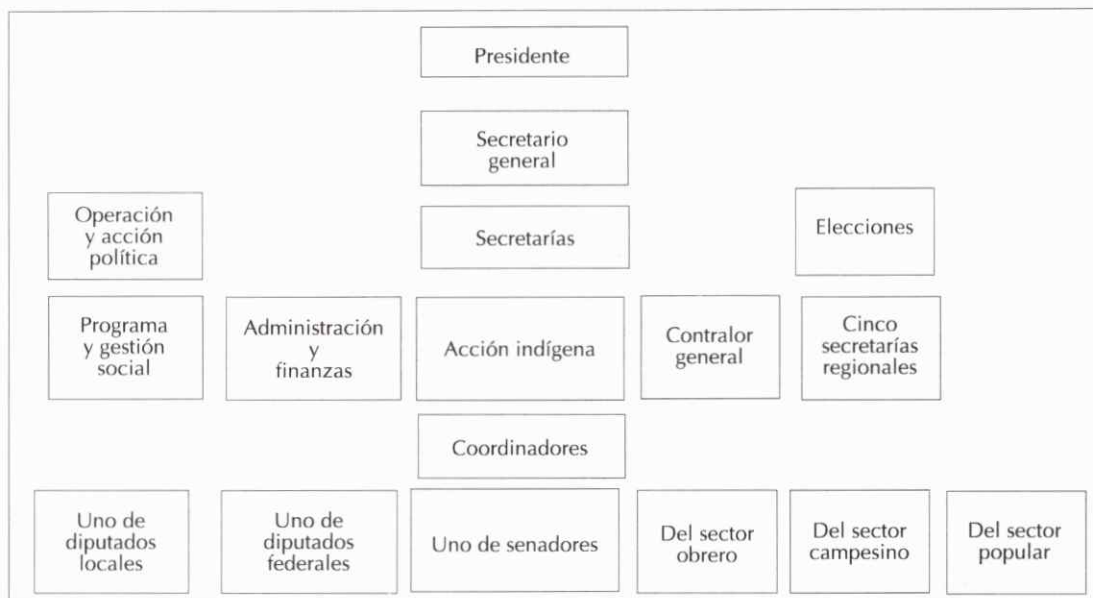 Presidente
Secretario
general
Operación
y acción
política
Secretarías
Elecciones
Programa
y gestión
social
Administración
y
finanzas
Acción indígena
Contralor
general
Cinco
secretarías
regionales
Coordinadores
Uno de
diputados
locales
Uno de
diputados
federales
Uno de senadores
Del sector
obrero
Del sector
campesino
Del sector
popular